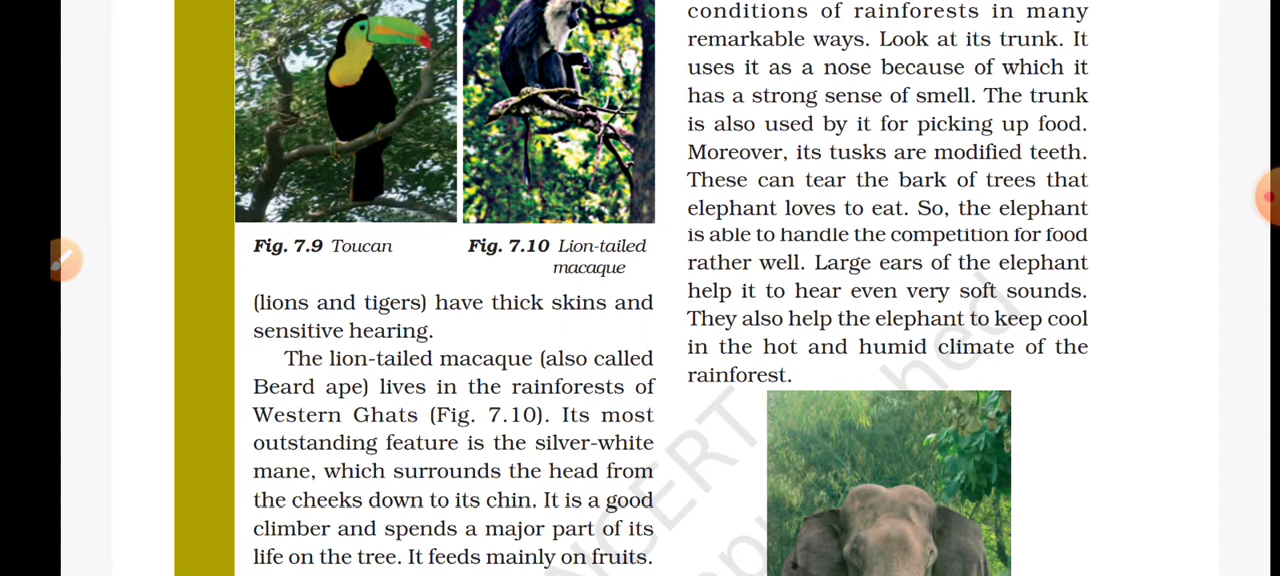 Fig. 7.9 Toucan
Fig. 7.10 Lion-tailed
macaque
(lions and tigers) have thick skins and
sensitive hearing.
The lion-tailed macaque (also called
Beard ape) lives in the rainforests of
Western Ghats (Fig. 7.10). Its most
outstanding feature is the silver-white
mane, which surrounds the head from
the cheeks down to its chin. It is a good
climber and spends a major part of its
life on the tree. It feeds mainly on fruits.
conditions of rainforests in many
remarkable ways. Look at its trunk. It
uses it as a nose because of which it
has a strong sense of smell. The trunk
is also used by it for picking up food.
Moreover, its tusks are modified teeth.
These can tear the bark of trees that
elephant loves to eat. So, the elephant
is able to handle the competition for food
rather well. Large ears of the elephant
help it to hear even very soft sounds.
They also help the elephant to keep cool
in the hot and humid climate of the
rainforest.